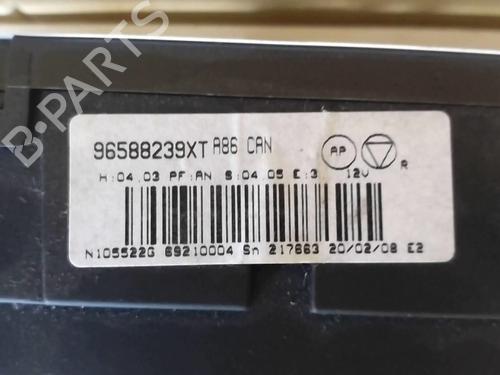 B-PARTS
96588239XT A86 CAN
AP R
H:04.03 PF:AN S:04.05 E:3 12V
N105522G 69210004 Sn 217663 20/02/08 E2